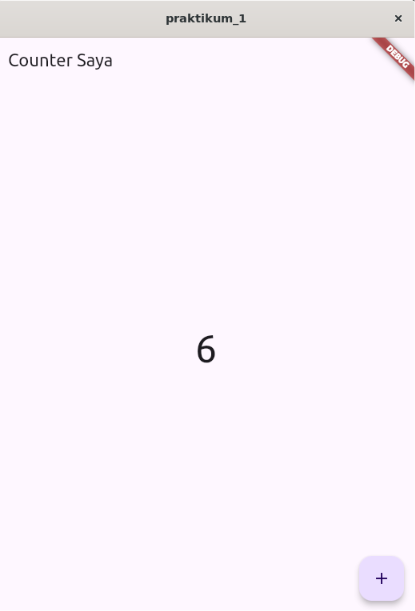 praktikum_1
×
DEBUG
Counter Saya
6
+